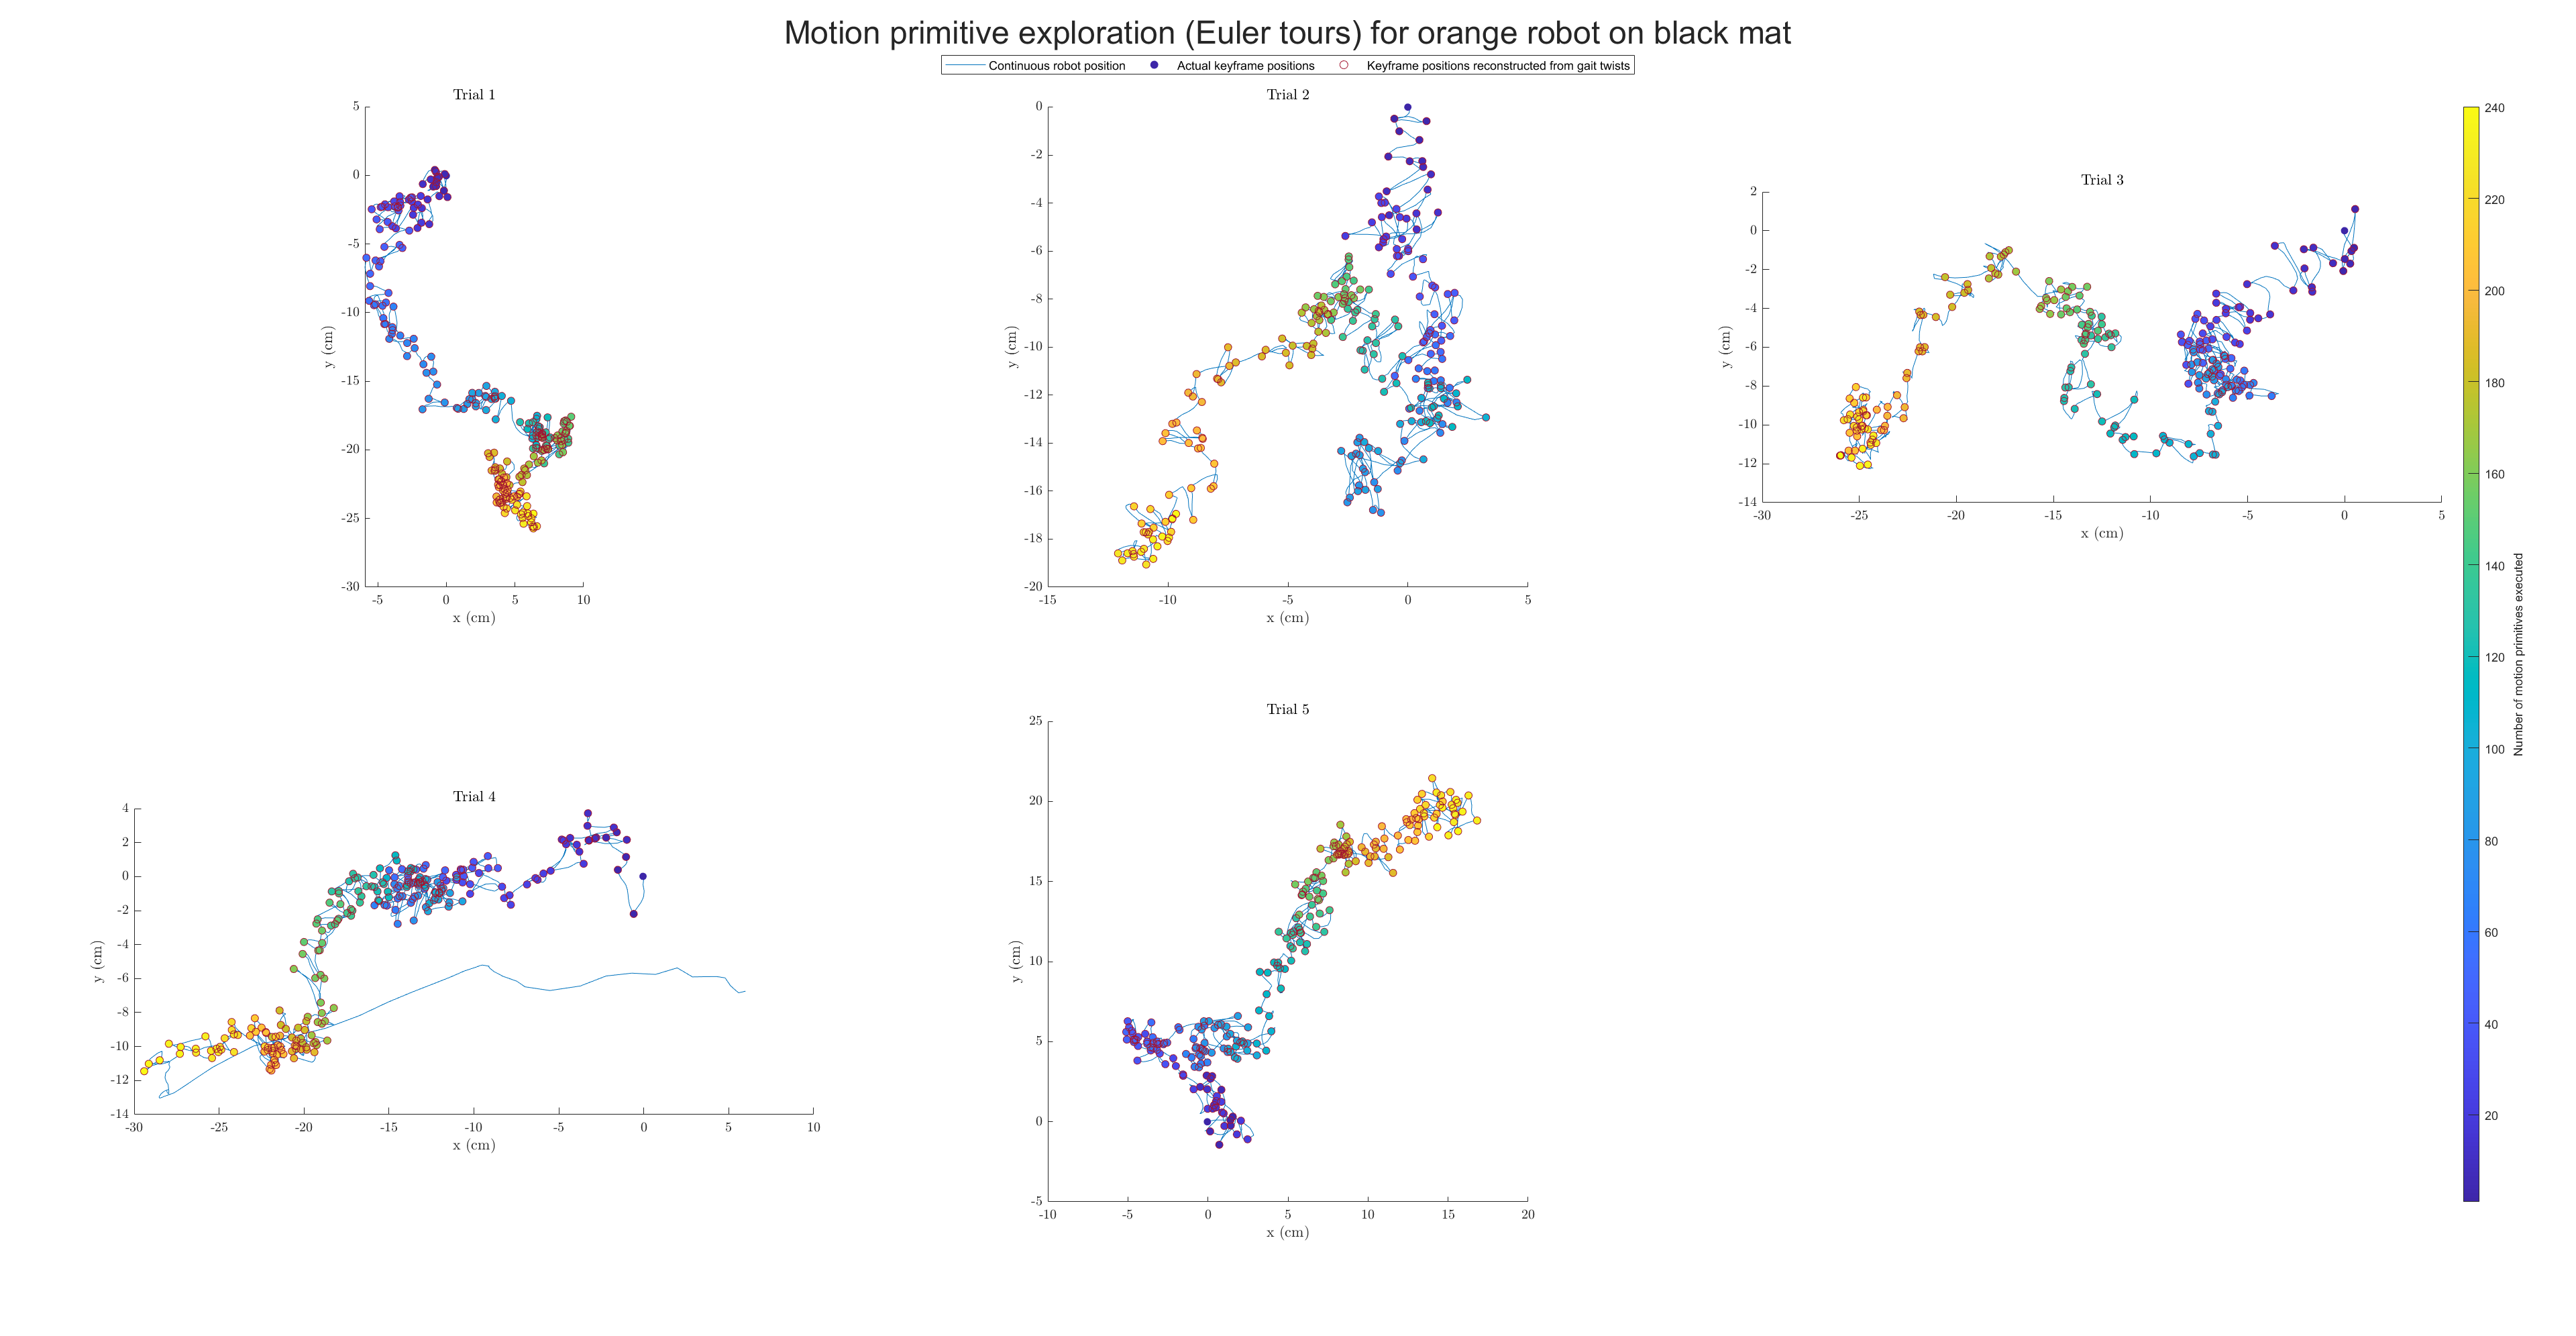 Motion primitive exploration (Euler tours) for orange robot on black mat
Continuous robot position Actual keyframe positions Keyframe positions reconstructed from gait twists
Trial 1
5
0
-5
-10
-15
-20
-25
-30
y (cm)
-5 0 5 10
x (cm)
Trial 2
0
-2
-4
-6
-8
-10
-12
-14
-16
-18
-20
y (cm)
-15 -10 -5 0 5
x (cm)
Trial 3
2
0
-2
-4
-6
-8
-10
-12
-14
y (cm)
-30 -25 -20 -15 -10 -5 0 5
x (cm)
Trial 4
4
2
0
-2
-4
-6
-8
-10
-12
-14
y (cm)
-30 -25 -20 -15 -10 -5 0 5 10
x (cm)
Trial 5
25
20
15
10
5
0
-5
y (cm)
-10 -5 0 5 10 15 20
x (cm)
240
220
200
180
160
140
120
100
80
60
40
20
Number of motion primitives executed